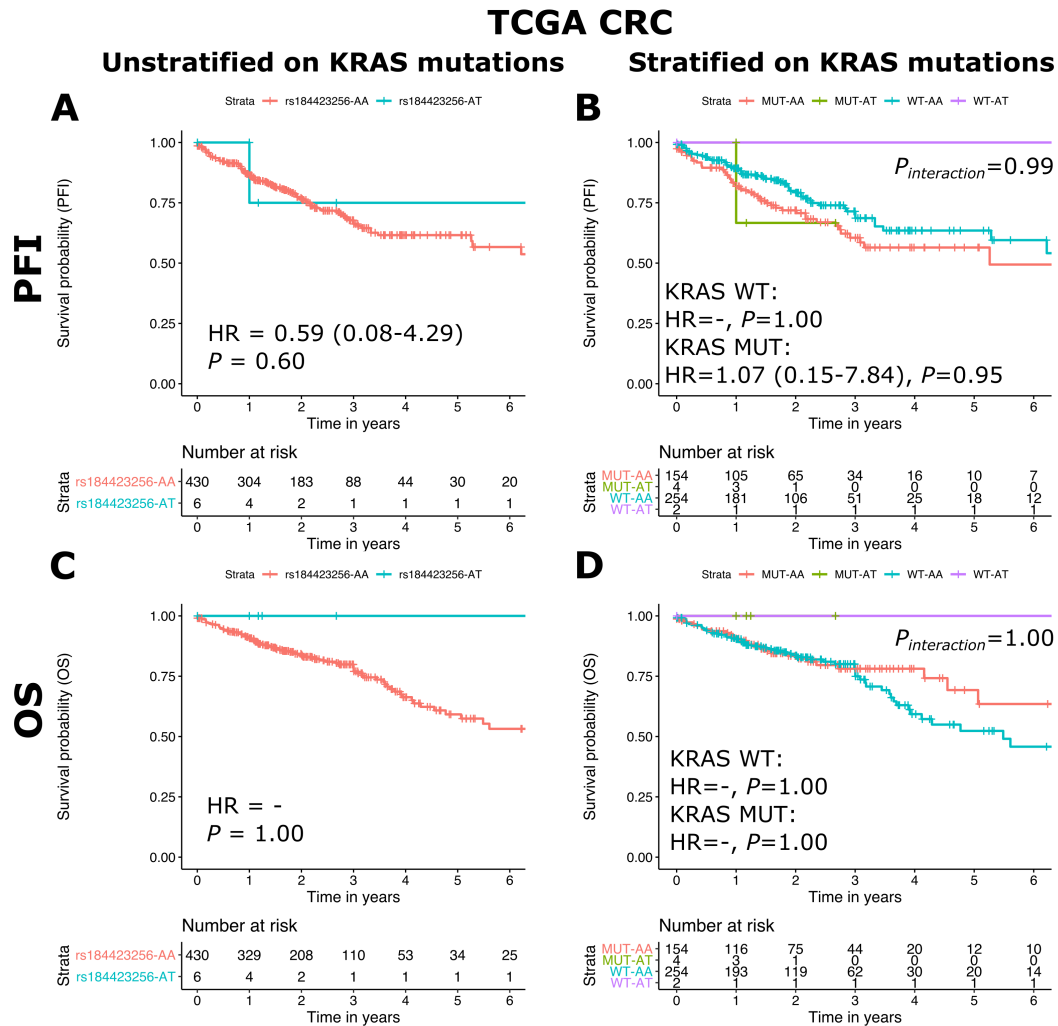 TCGA CRC
Unstratified on KRAS mutations
Stratified on KRAS mutations
PFI
OS
A
Strata rs184423256-AA rs184423256-AT
Survival probability (PFI)
1.00
0.75
0.50
0.25
0.00
HR = 0.59 (0.08-4.29)
P = 0.60
0 1 2 3 4 5 6
Time in years
Number at risk
Strata
rs184423256-AA 430 304 183 88 44 30 20
rs184423256-AT 6 4 2 1 1 1 1
0 1 2 3 4 5 6
Time in years
B
Strata MUT-AA MUT-AT WT-AA WT-AT
Survival probability (PFI)
1.00
0.75
0.50
0.25
0.00
Pinteraction=0.99
KRAS WT:
HR=-, P=1.00
KRAS MUT:
HR=1.07 (0.15-7.84), P=0.95
0 1 2 3 4 5 6
Time in years
Number at risk
Strata
MUT-AA 154 105 65 34 16 10 7
MUT-AT 4 3 1 0 0 0 0
WT-AA 254 181 106 51 25 18 12
WT-AT 2 1 1 1 1 1 1
0 1 2 3 4 5 6
Time in years
C
Strata rs184423256-AA rs184423256-AT
Survival probability (OS)
1.00
0.75
0.50
0.25
0.00
HR = -
P = 1.00
0 1 2 3 4 5 6
Time in years
Number at risk
Strata
rs184423256-AA 430 329 208 110 53 34 25
rs184423256-AT 6 4 2 1 1 1 1
0 1 2 3 4 5 6
Time in years
D
Strata MUT-AA MUT-AT WT-AA WT-AT
Survival probability (OS)
1.00
0.75
0.50
0.25
0.00
Pinteraction=1.00
KRAS WT:
HR=-, P=1.00
KRAS MUT:
HR=-, P=1.00
0 1 2 3 4 5 6
Time in years
Number at risk
Strata
MUT-AA 154 116 75 44 20 12 10
MUT-AT 4 3 1 0 0 0 0
WT-AA 254 193 119 62 30 20 14
WT-AT 2 1 1 1 1 1 1
0 1 2 3 4 5 6
Time in years